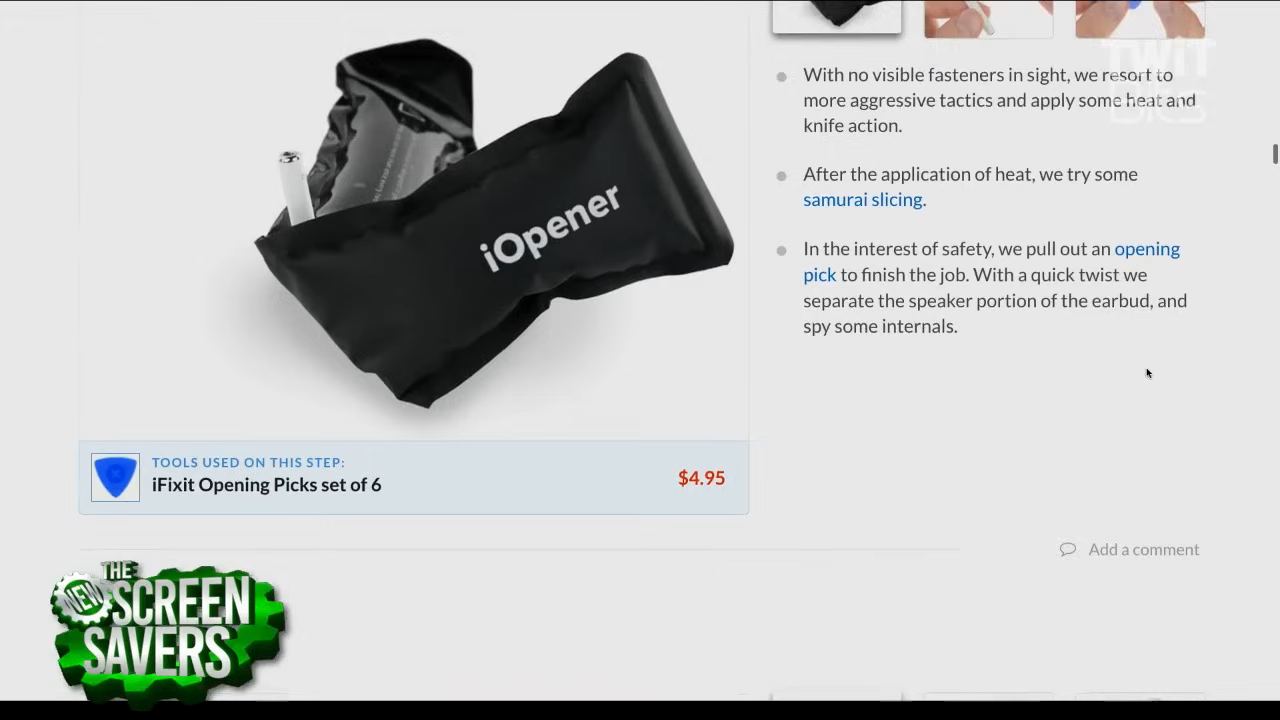 TWiT
BITS
With no visible fasteners in sight, we resort to
more aggressive tactics and apply some heat and
knife action.
After the application of heat, we try some
samurai slicing.
In the interest of safety, we pull out an opening
pick to finish the job. With a quick twist we
separate the speaker portion of the earbud, and
spy some internals.
iOpener
TOOLS USED ON THIS STEP:
iFixit Opening Picks set of 6
$4.95
Add a comment
THE
NEW
SCREEN
SAVERS